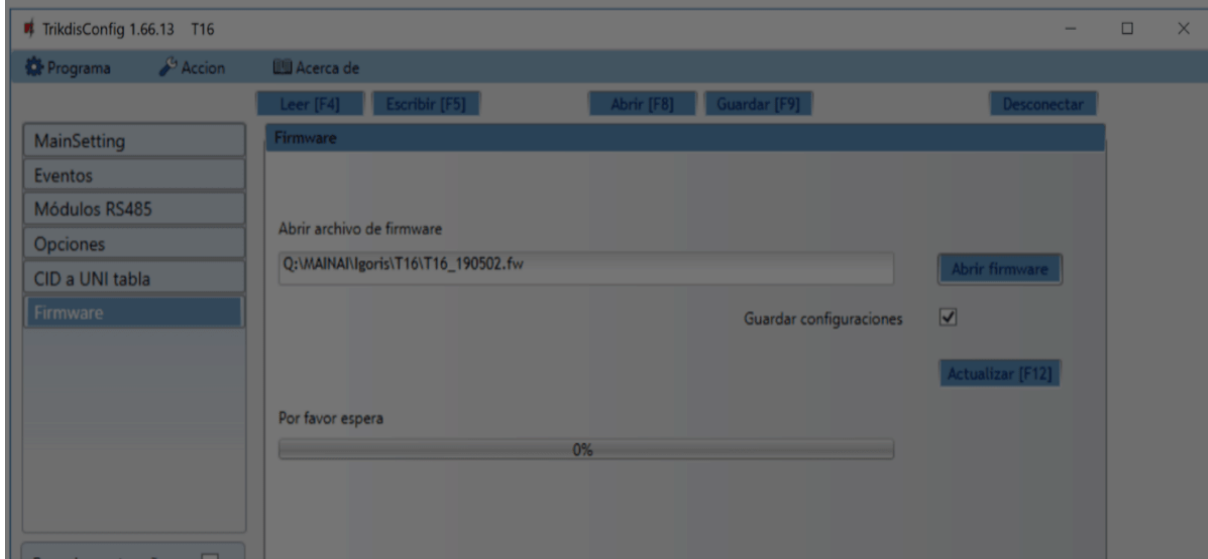 TrikdisConfig 1.66.13 T16
Programa Accion Acerca de
Leer [F4] Escribir [F5] Abrir [F8] Guardar [F9] Desconectar
MainSetting
Eventos
Módulos RS485
Opciones
CID a UNI tabla
Firmware
Firmware
Abrir archivo de firmware
Q:\MAINAI\Igoris\T16\T16_190502.fw
Abrir firmware
Guardar configuraciones
Actualizar [F12]
Por favor espera
0%